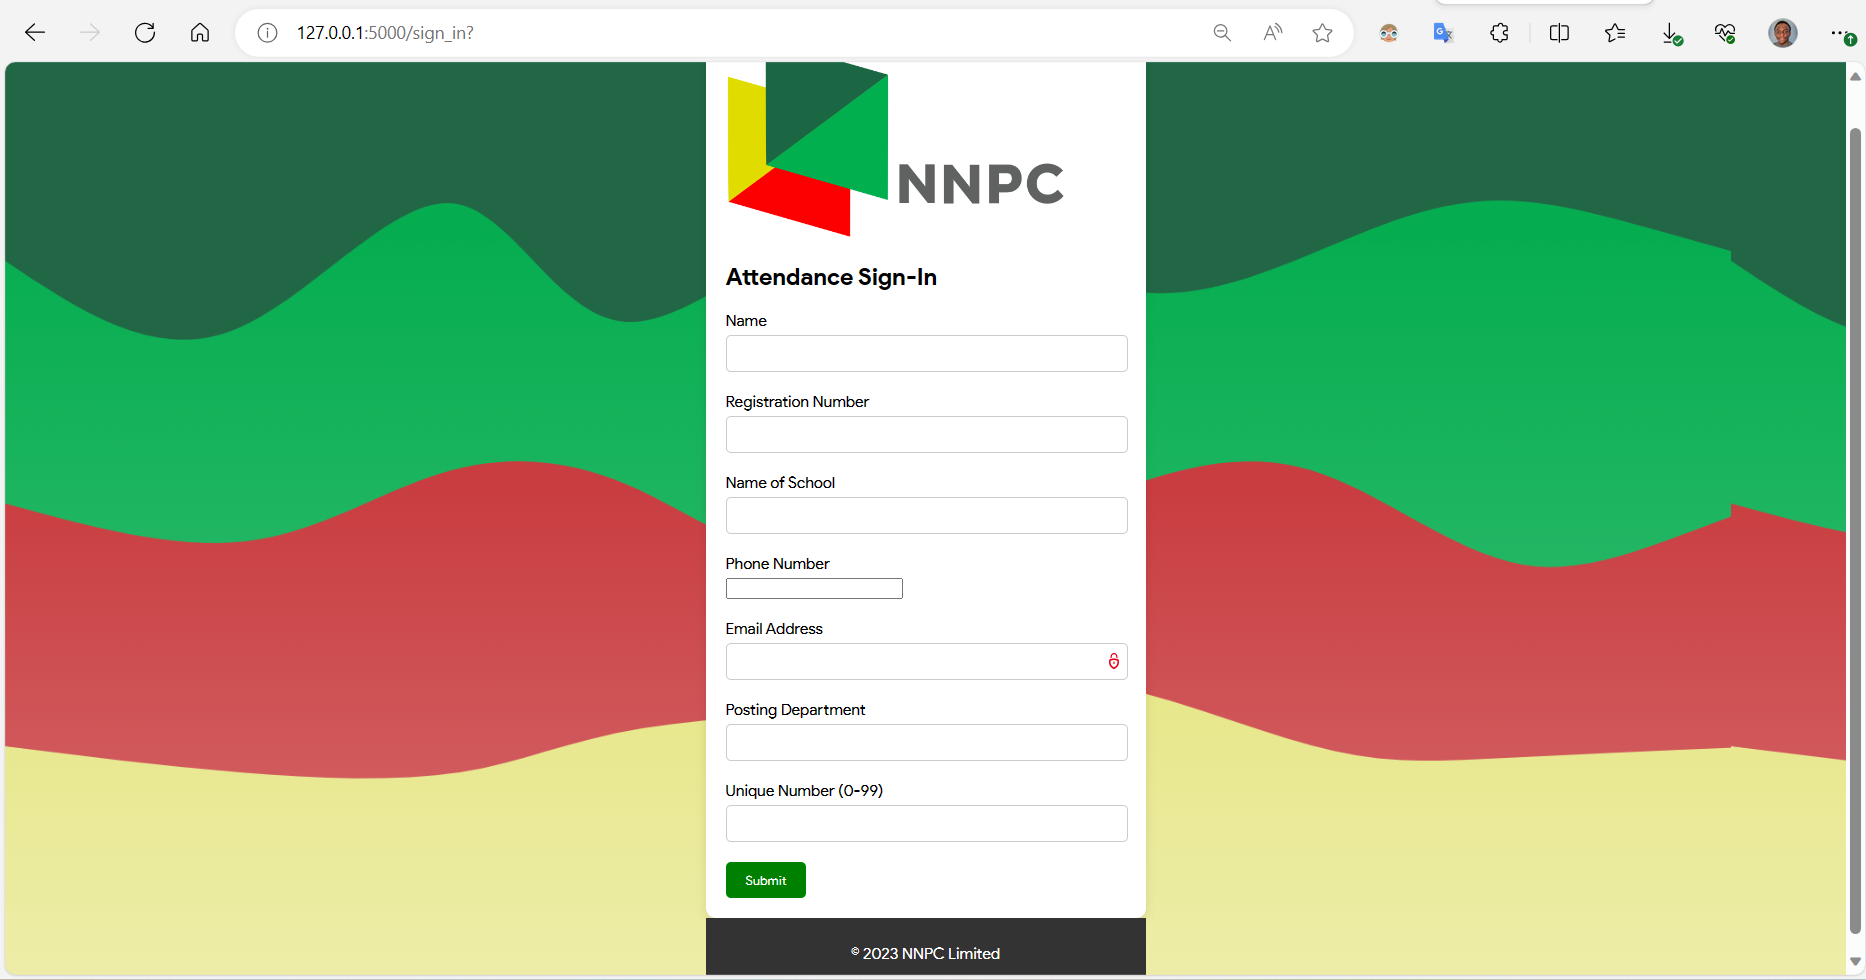 127.0.0.1:5000/sign_in?
NNPC
Attendance Sign-In
Name
Registration Number
Name of School
Phone Number
Email Address
Posting Department
Unique Number (0-99)
Submit
© 2023 NNPC Limited